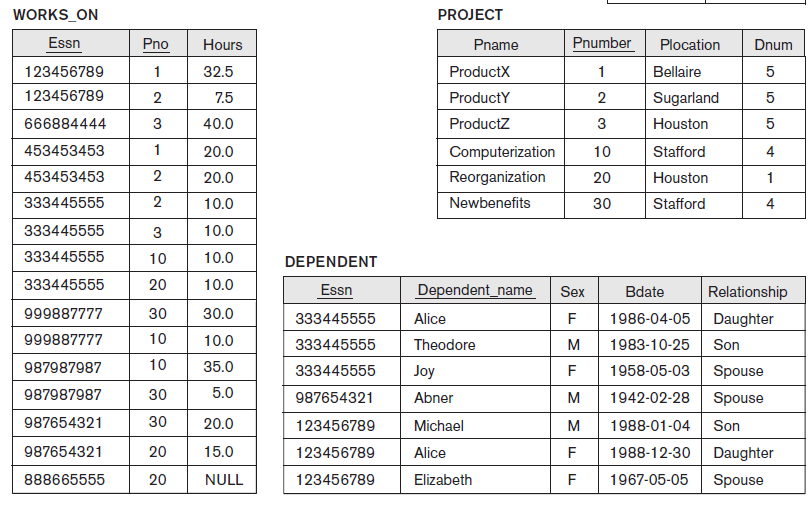 WORKS_ON
Essn Pno Hours
123456789 1 32.5
123456789 2 7.5
666884444 3 40.0
453453453 1 20.0
453453453 2 20.0
333445555 2 10.0
333445555 3 10.0
333445555 10 10.0
333445555 20 10.0
999887777 30 30.0
999887777 10 10.0
987987987 10 35.0
987987987 30 5.0
987654321 30 20.0
987654321 20 15.0
888665555 20 NULL
PROJECT
Pname Pnumber Plocation Dnum
ProductX 1 Bellaire 5
ProductY 2 Sugarland 5
ProductZ 3 Houston 5
Computerization 10 Stafford 4
Reorganization 20 Houston 1
Newbenefits 30 Stafford 4
DEPENDENT
Essn Dependent_name Sex Bdate Relationship
333445555 Alice F 1986-04-05 Daughter
333445555 Theodore M 1983-10-25 Son
333445555 Joy F 1958-05-03 Spouse
987654321 Abner M 1942-02-28 Spouse
123456789 Michael M 1988-01-04 Son
123456789 Alice F 1988-12-30 Daughter
123456789 Elizabeth F 1967-05-05 Spouse